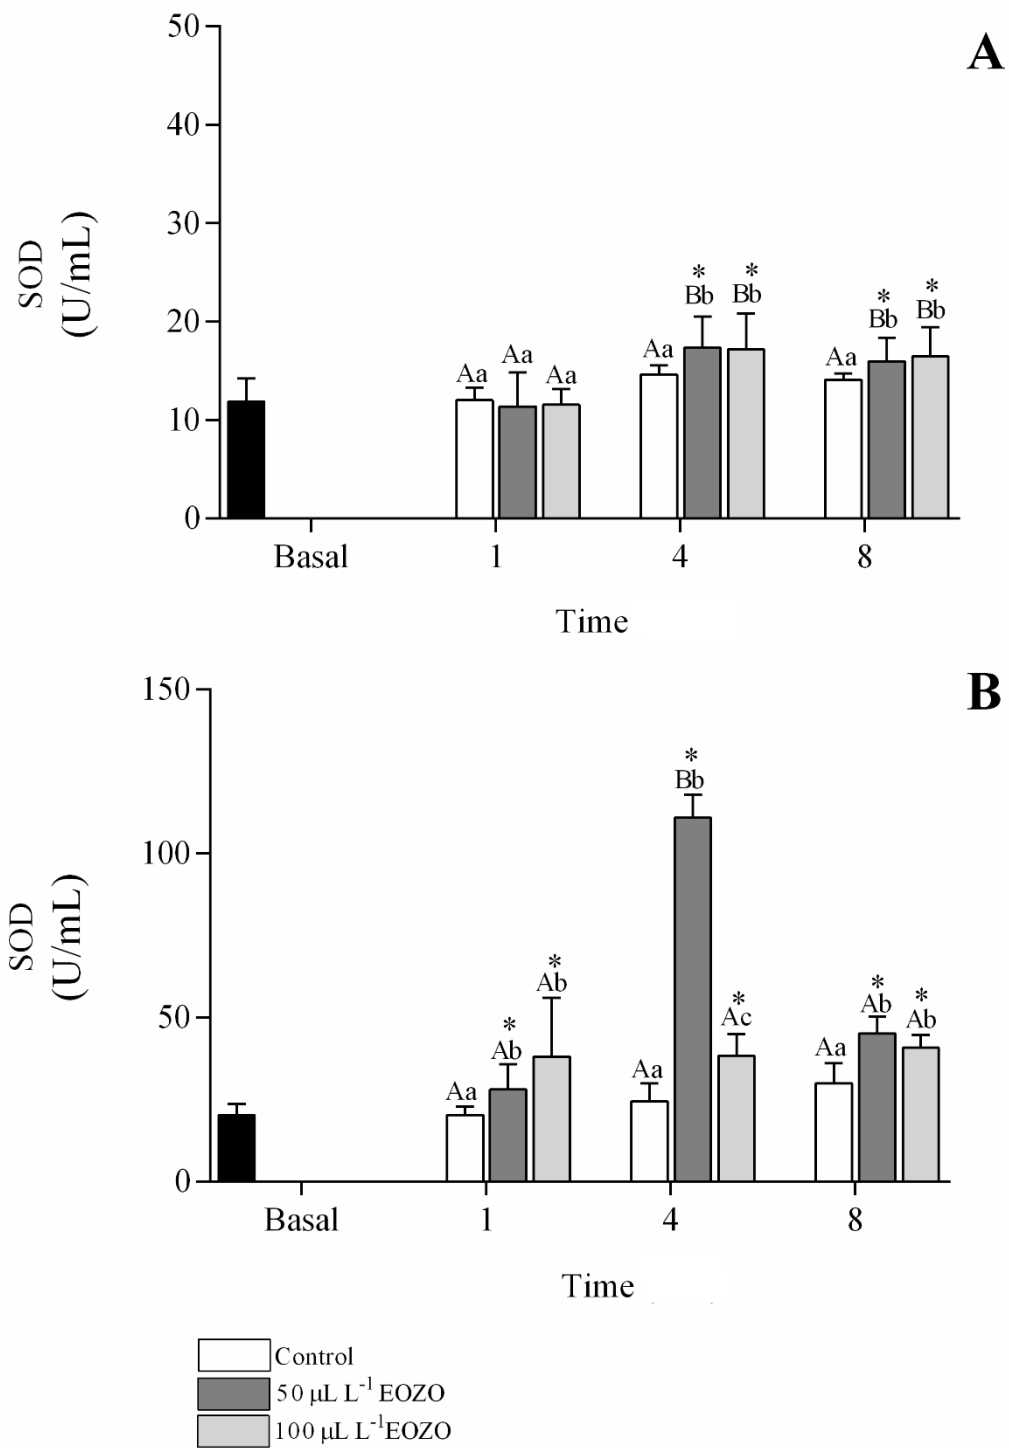 50
A
40
30
SOD
(U/mL)
* *
Bb Bb
* *
Bb Bb
20
Aa Aa Aa
Aa
Aa
10
0
Basal 1 4 8
Time
150
B
*
Bb
100
SOD
(U/mL)
* *
Ab Ab
50
*
Ac
* *
Ab Ab
Aa
Aa
Aa
0
Basal 1 4 8
Time
Control
50 μL L⁻¹ EOZO
100 μL L⁻¹EOZO